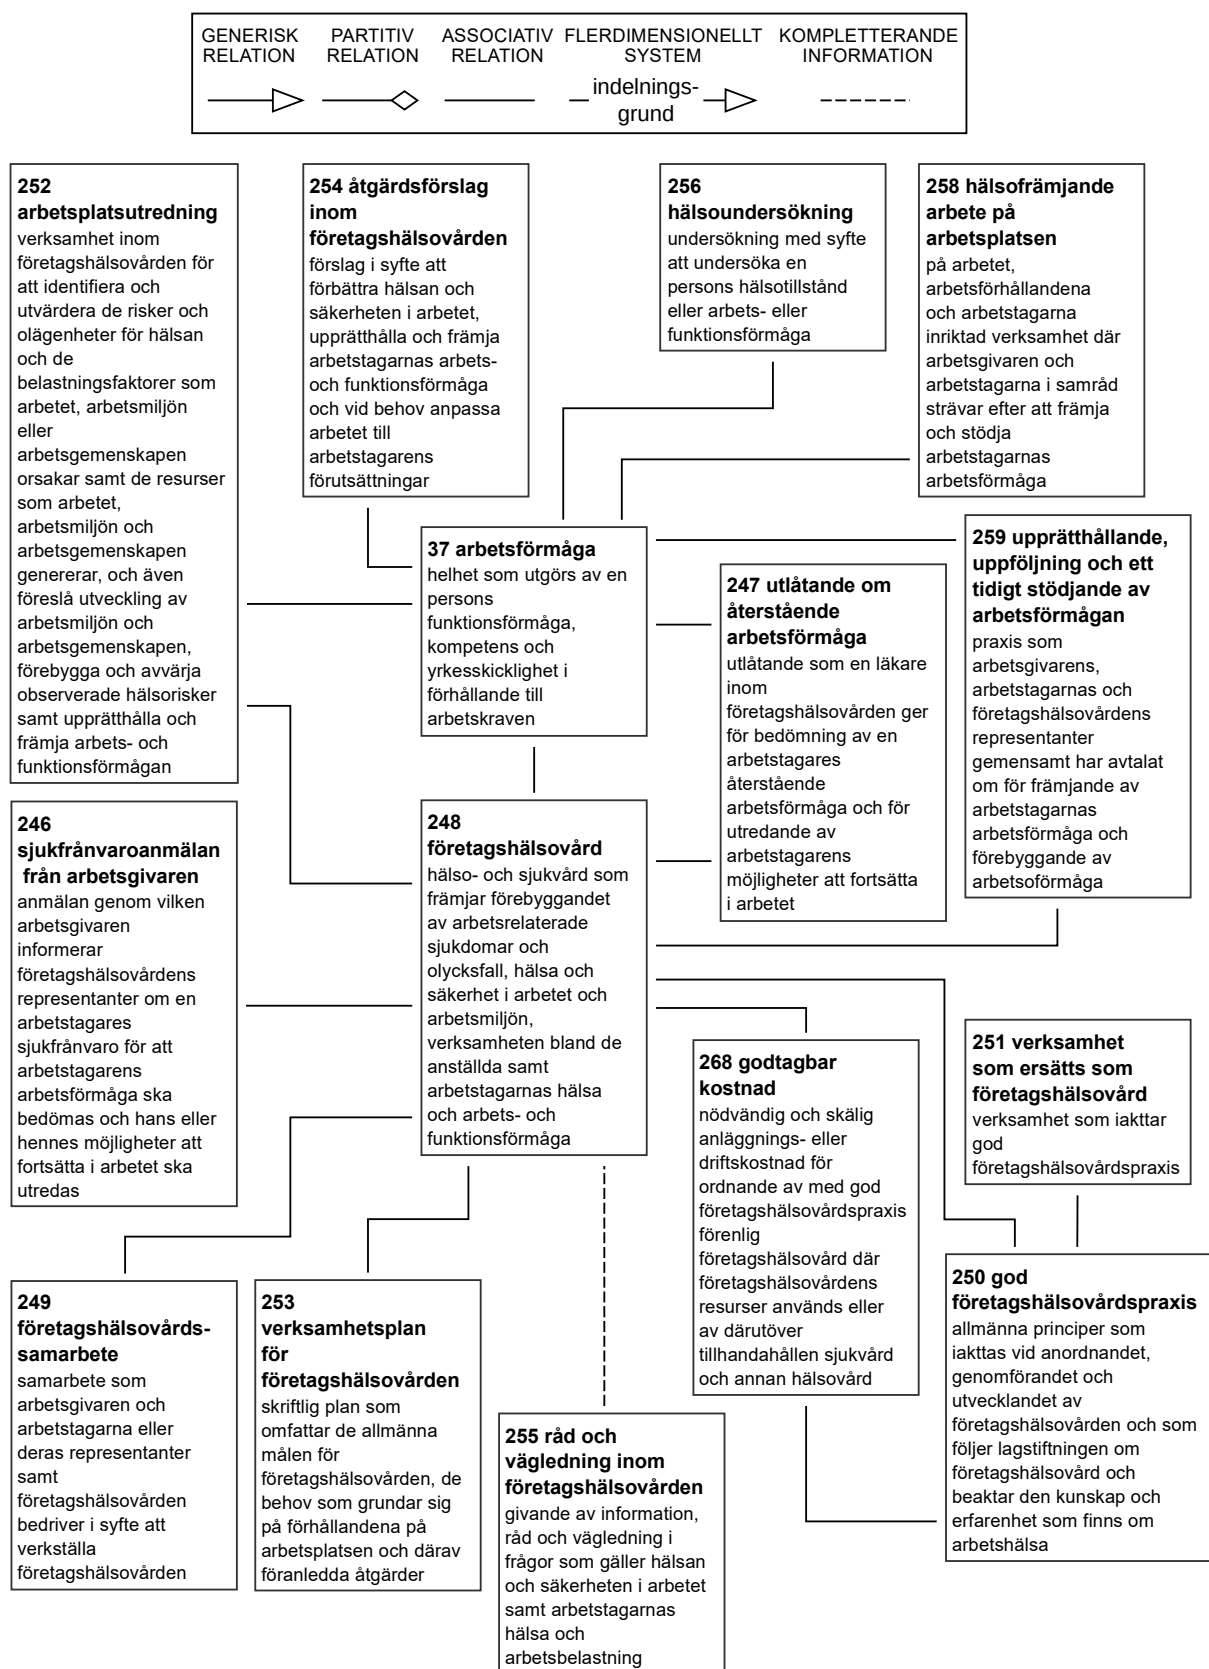 GENERISK
RELATION
PARTITIV
RELATION
ASSOCIATIV
RELATION
FLERDIMENSIONELLT
SYSTEM
KOMPLETTERANDE
INFORMATION
indelnings-
grund
252
arbetsplatsutredning
verksamhet inom
företagshälsovården för
att identifiera och
utvärdera de risker och
olägenheter för hälsan
och de
belastningsfaktorer som
arbetet, arbetsmiljön
eller
arbetsgemenskapen
orsakar samt de resurser
som arbetet,
arbetsmiljön och
arbetsgemenskapen
genererar, och även
föreslå utveckling av
arbetsmiljön och
arbetsgemenskapen,
förebygga och avvärja
observerade hälsorisker
samt upprätthålla och
främja arbets- och
funktionsförmågan
254 åtgärdsförslag
inom
företagshälsovården
förslag i syfte att
förbättra hälsan och
säkerheten i arbetet,
upprätthålla och främja
arbetstagarnas arbets-
och funktionsförmåga
och vid behov anpassa
arbetet till
arbetstagarens
förutsättningar
256
hälsoundersökning
undersökning med syfte
att undersöka en
persons hälsotillstånd
eller arbets- eller
funktionsförmåga
258 hälsofrämjande
arbete på
arbetsplatsen
på arbetet,
arbetsförhållandena
och arbetstagarna
inriktad verksamhet där
arbetsgivaren och
arbetstagarna i samråd
strävar efter att främja
och stödja
arbetstagarnas
arbetsförmåga
37 arbetsförmåga
helhet som utgörs av en
persons
funktionsförmåga,
kompetens och
yrkesskicklighet i
förhållande till
arbetskraven
247 utlåtande om
återstående
arbetsförmåga
utlåtande som en läkare
inom
företagshälsovården ger
för bedömning av en
arbetstagares
återstående
arbetsförmåga och för
utredande av
arbetstagarens
möjligheter att fortsätta
i arbetet
259 upprätthållande,
uppföljning och ett
tidigt stödjande av
arbetsförmågan
praxis som
arbetsgivarens,
arbetstagarnas och
företagshälsovårdens
representanter
gemensamt har avtalat
om för främjande av
arbetstagarnas
arbetsförmåga och
förebyggande av
arbetsoförmåga
246
sjukfrånvaroanmälan
från arbetsgivaren
anmälan genom vilken
arbetsgivaren
informerar
företagshälsovårdens
representanter om en
arbetstagares
sjukfrånvaro för att
arbetstagarens
arbetsförmåga ska
bedömas och hans eller
hennes möjligheter att
fortsätta i arbetet ska
utredas
248
företagshälsovård
hälso- och sjukvård som
främjar förebyggandet
av arbetsrelaterade
sjukdomar och
olycksfall, hälsa och
säkerhet i arbetet och
arbetsmiljön,
verksamheten bland de
anställda samt
arbetstagarnas hälsa
och arbets- och
funktionsförmåga
268 godtagbar
kostnad
nödvändig och skälig
anläggnings- eller
driftskostnad för
ordnande av med god
företagshälsovårdspraxis
förenlig
företagshälsovård där
företagshälsovårdens
resurser används eller
av därutöver
tillhandahållen sjukvård
och annan hälsovård
251 verksamhet
som ersätts som
företagshälsovård
verksamhet som iakttar
god
företagshälsovårdspraxis
249
företagshälsovårds-
samarbete
samarbete som
arbetsgivaren och
arbetstagarna eller
deras representanter
samt
företagshälsovården
bedriver i syfte att
verkställa
företagshälsovården
253
verksamhetsplan
för
företagshälsovården
skriftlig plan som
omfattar de allmänna
målen för
företagshälsovården, de
behov som grundar sig
på förhållandena på
arbetsplatsen och därav
föranledda åtgärder
255 råd och
vägledning inom
företagshälsovården
givande av information,
råd och vägledning i
frågor som gäller hälsan
och säkerheten i arbetet
samt arbetstagarnas
hälsa och
arbetsbelastning
250 god
företagshälsovårdspraxis
allmänna principer som
iakttas vid anordnandet,
genomförandet och
utvecklandet av
företagshälsovården och som
följer lagstiftningen om
företagshälsovård och
beaktar den kunskap och
erfarenhet som finns om
arbetshälsa